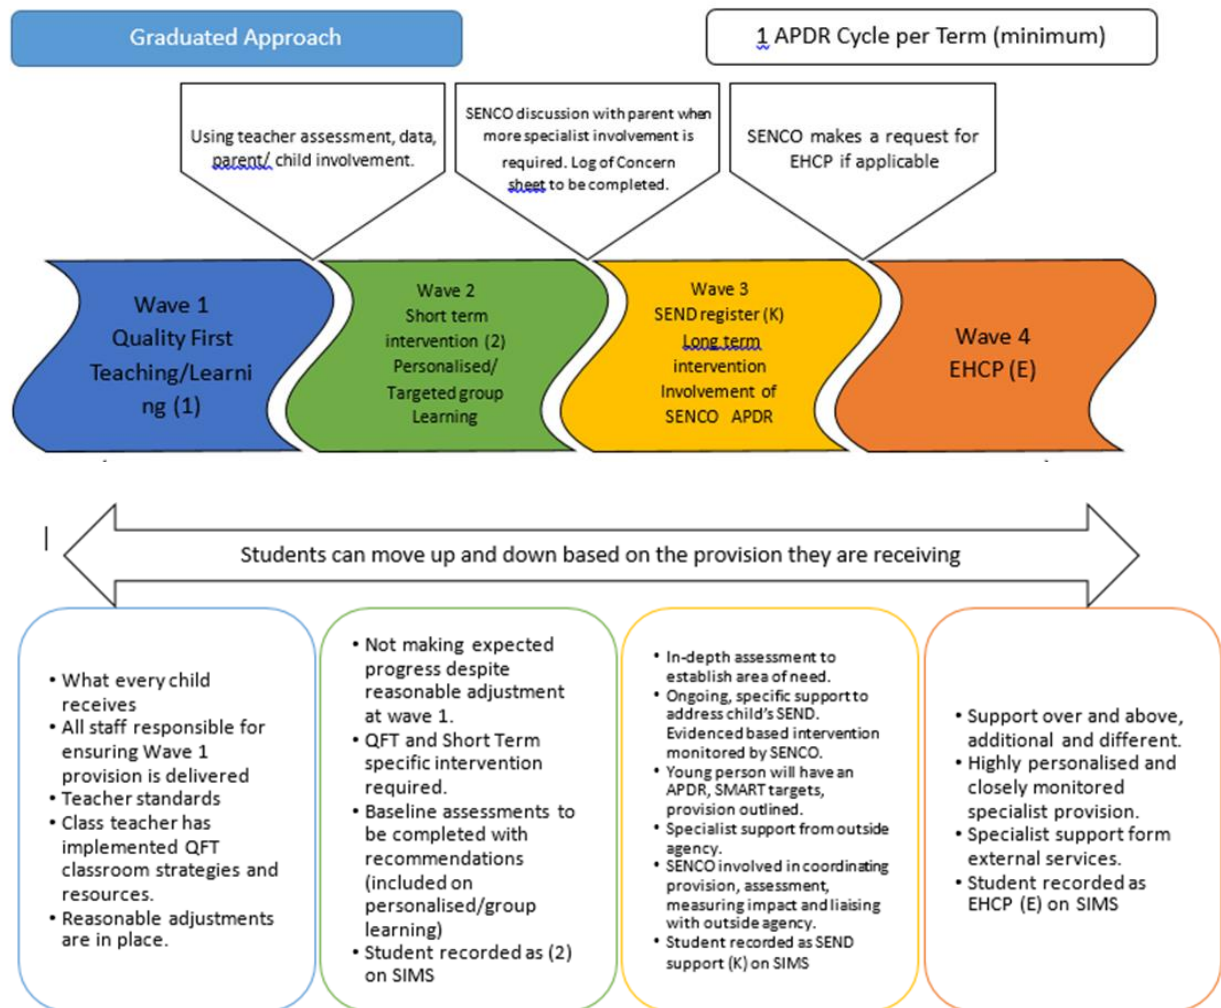 Graduated Approach
1 APDR Cycle per Term (minimum)
Using teacher assessment, data,
parent/ child involvement.
SENCO discussion with parent when
more specialist involvement is
required. Log of Concern
sheet to be completed.
SENCO makes a request for
EHCP if applicable
Wave 1
Quality First
Teaching/Learni
ng (1)
Wave 2
Short term
intervention (2)
Personalised/
Targeted group
Learning
Wave 3
SEND register (K)
Long term
intervention
Involvement of
SENCO APDR
Wave 4
EHCP (E)
Students can move up and down based on the provision they are receiving
• What every child
receives
• All staff responsible for
ensuring Wave 1
provision is delivered
• Teacher standards
• Class teacher has
implemented QFT
classroom strategies and
resources.
• Reasonable adjustments
are in place.
• Not making expected
progress despite
reasonable adjustment
at wave 1.
• QFT and Short Term
specific intervention
required.
• Baseline assessments to
be completed with
recommendations
(included on
personalised/group
learning)
• Student recorded as (2)
on SIMS
• In-depth assessment to
establish area of need.
• Ongoing, specific support to
address child's SEND.
Evidenced based intervention
monitored by SENCO.
• Young person will have an
APDR, SMART targets,
provision outlined.
• Specialist support from outside
agency.
• SENCO involved in coordinating
provision, assessment,
measuring impact and liaising
with outside agency.
• Student recorded as SEND
support (K) on SIMS
• Support over and above,
additional and different.
• Highly personalised and
closely monitored
specialist provision.
• Specialist support form
external services.
• Student recorded as
EHCP (E) on SIMS